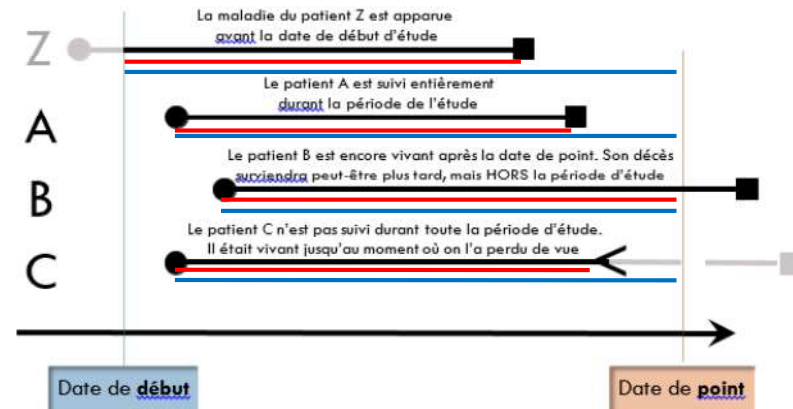 La maladie du patient Z est apparue
avant la date de début d'étude
Z
Le patient A est suivi entièrement
durant la période de l'étude
A
Le patient B est encore vivant après la date de point. Son décès
surviendra peut-être plus tard, mais HORS la période d'étude
B
Le patient C n'est pas suivi durant toute la période d'étude.
Il était vivant jusqu'au moment où on l'a perdu de vue
C
Date de début
Date de point